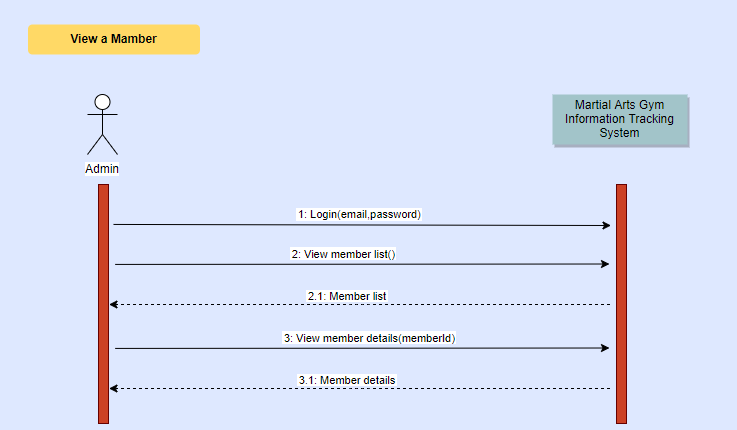 View a Mamber
Martial Arts Gym
Information Tracking
System
Admin
1: Login(email,password)
2: View member list()
2.1: Member list
3: View member details(memberId)
3.1: Member details